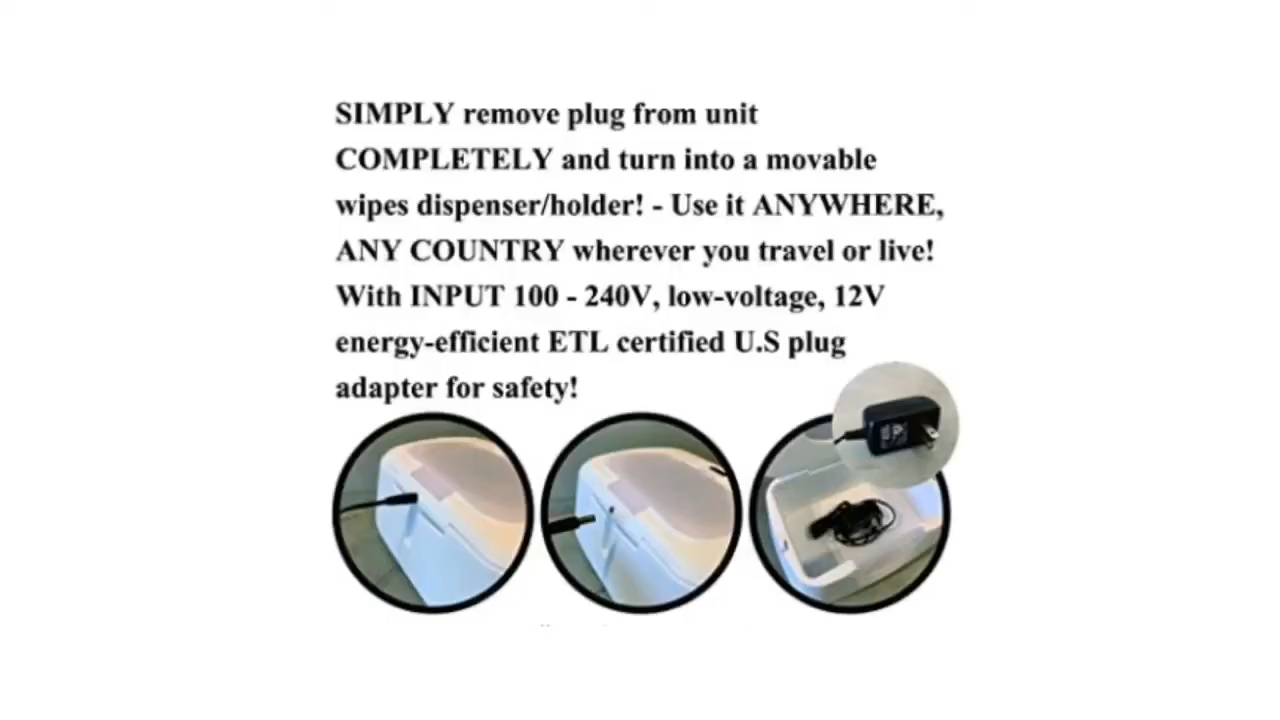 SIMPLY remove plug from unit
COMPLETELY and turn into a movable
wipes dispenser/holder! - Use it ANYWHERE,
ANY COUNTRY wherever you travel or live!
With INPUT 100 - 240V, low-voltage, 12V
energy-efficient ETL certified U.S plug
adapter for safety!